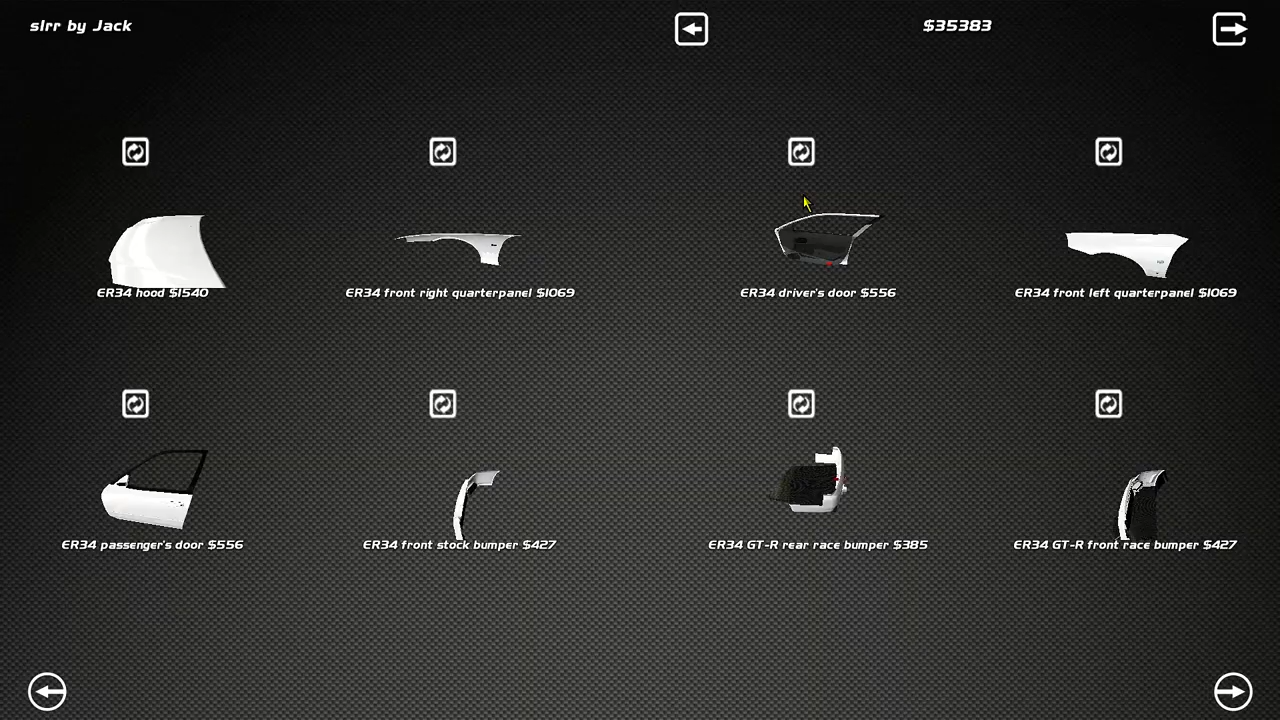 slrr by Jack
$35383
ER34 hood $1540
ER34 front right quarterpanel $1069
ER34 driver's door $556
ER34 front left quarterpanel $1069
ER34 passenger's door $556
ER34 front stock bumper $427
ER34 GT-R rear race bumper $385
ER34 GT-R front race bumper $427